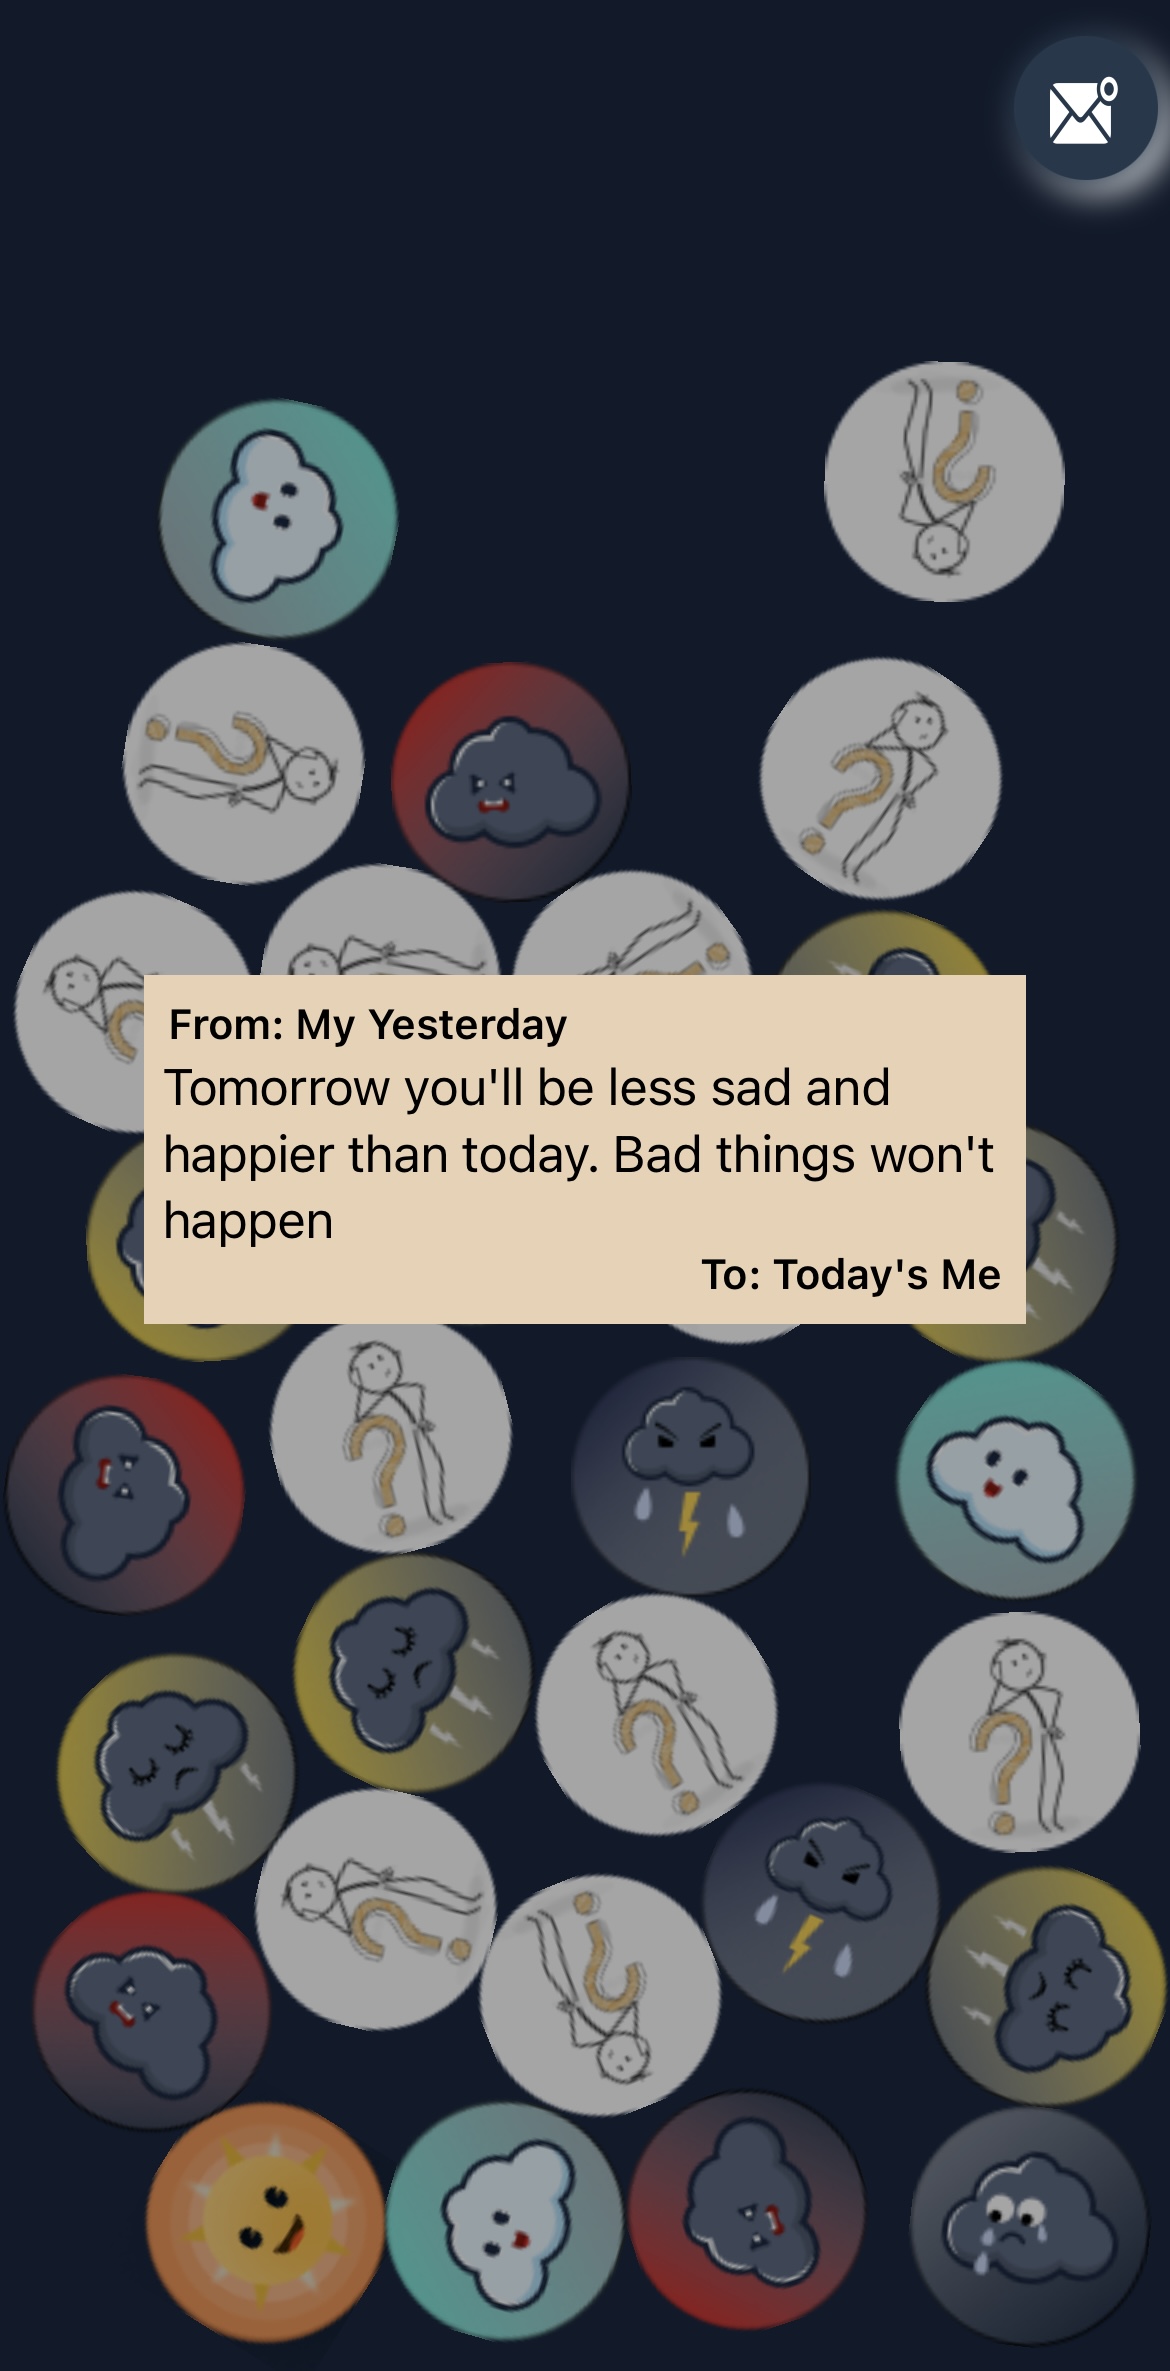 From: My Yesterday
Tomorrow you'll be less sad and
happier than today. Bad things won't
happen
To: Today's Me